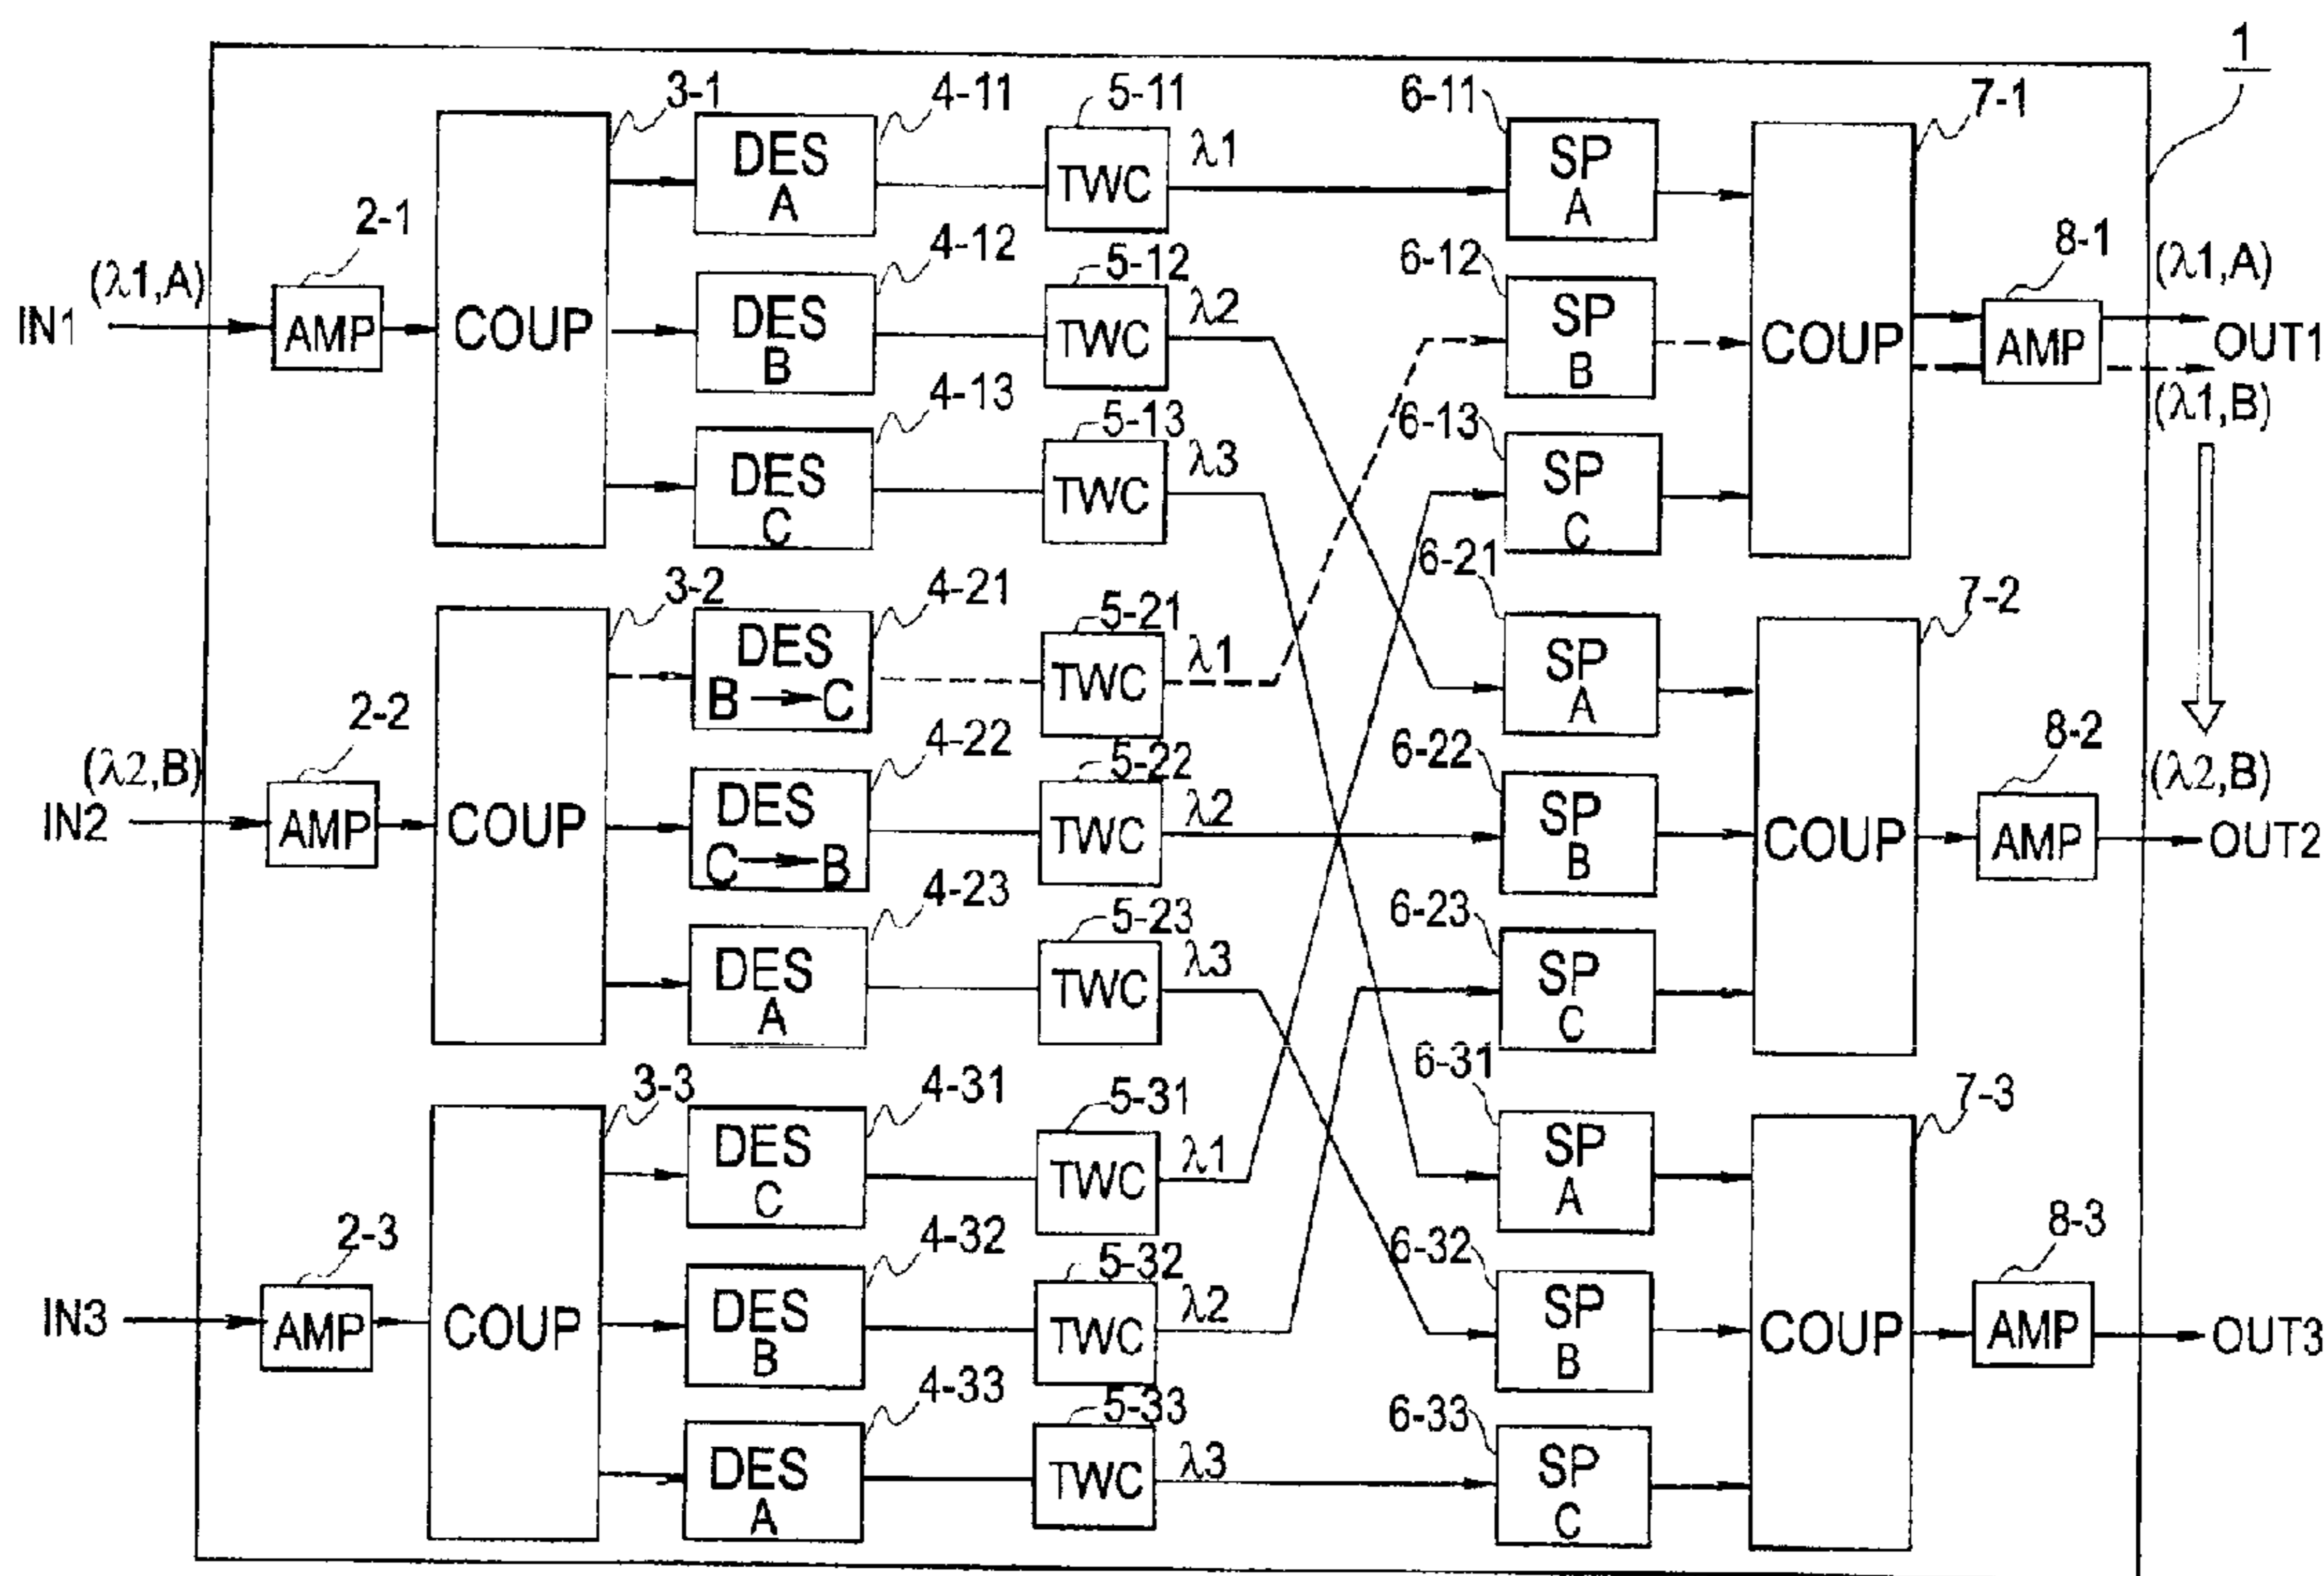 1
3-1 4-11 5-11 6-11 7-1
DES A TWC λ1 SP A
2-1 4-12 5-12 6-12 8-1
(λ1,A) (λ1,A)
IN1 AMP COUP DES B TWC λ2 SP B COUP AMP OUT1
4-13 5-13 6-13 (λ1,B)
DES C TWC λ3 SP C
3-2 4-21 5-21 6-21 7-2
DES B C TWC λ1 SP A
2-2 4-22 5-22 6-22 8-2
(λ2,B) (λ2,B)
IN2 AMP COUP DES C B TWC λ2 SP B COUP AMP OUT2
4-23 5-23 6-23
DES A TWC λ3 SP C
3-3 4-31 5-31 6-31 7-3
DES C TWC λ1 SP A
2-3 4-32 5-32 6-32 8-3
IN3 AMP COUP DES B TWC λ2 SP B COUP AMP OUT3
4-33 5-33 6-33
DES A TWC λ3 SP C